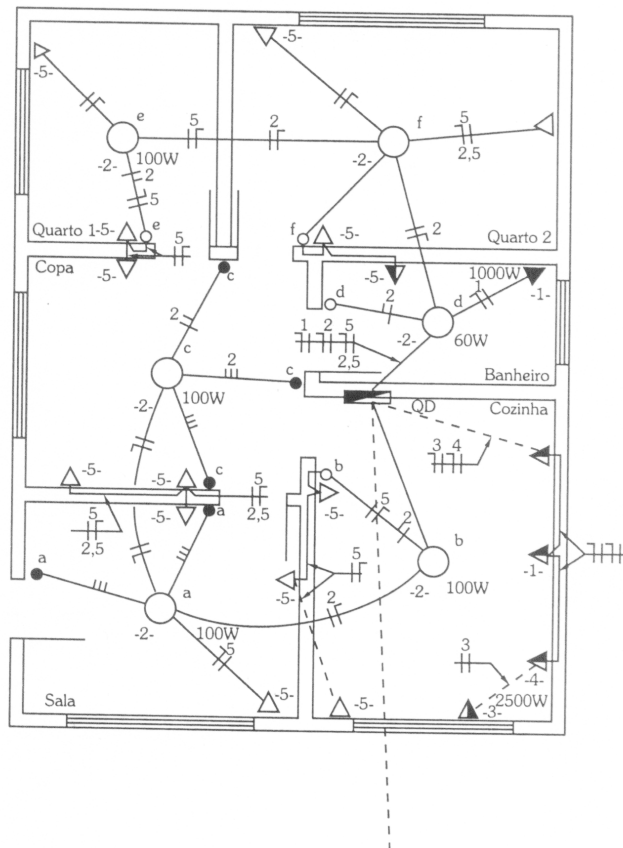 -5-
-5-
e
5
2
f
5
2,5
-2-
100W
2
5
-2-
2
Quarto 1
-5-
e
5
f
-5-
Quarto 2
Copa
-5-
c
-5-
1000W
1
-1-
d
2
d
-2-
60W
2
1 2 5
2,5
c
2
c
100W
-2-
Banheiro
QD
Cozinha
3 4
-5-
-5-
c
5
2,5
b
-5-
5
2
b
100W
-5-
a
5
2,5
a
a
-2-
100W
5
2
5
-5-
-1-
3
-4-
2500W
-3-
Sala
-5-
-5-